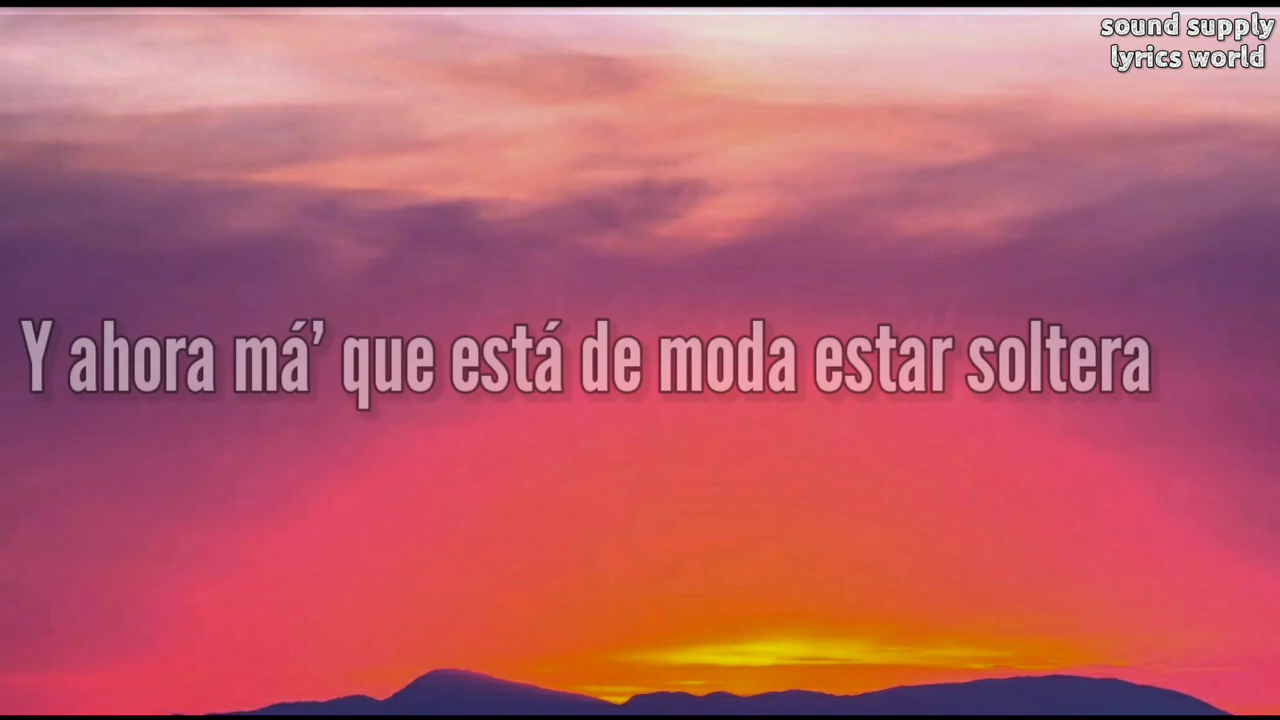 sound supply
lyrics world
Y ahora má’ que está de moda estar soltera